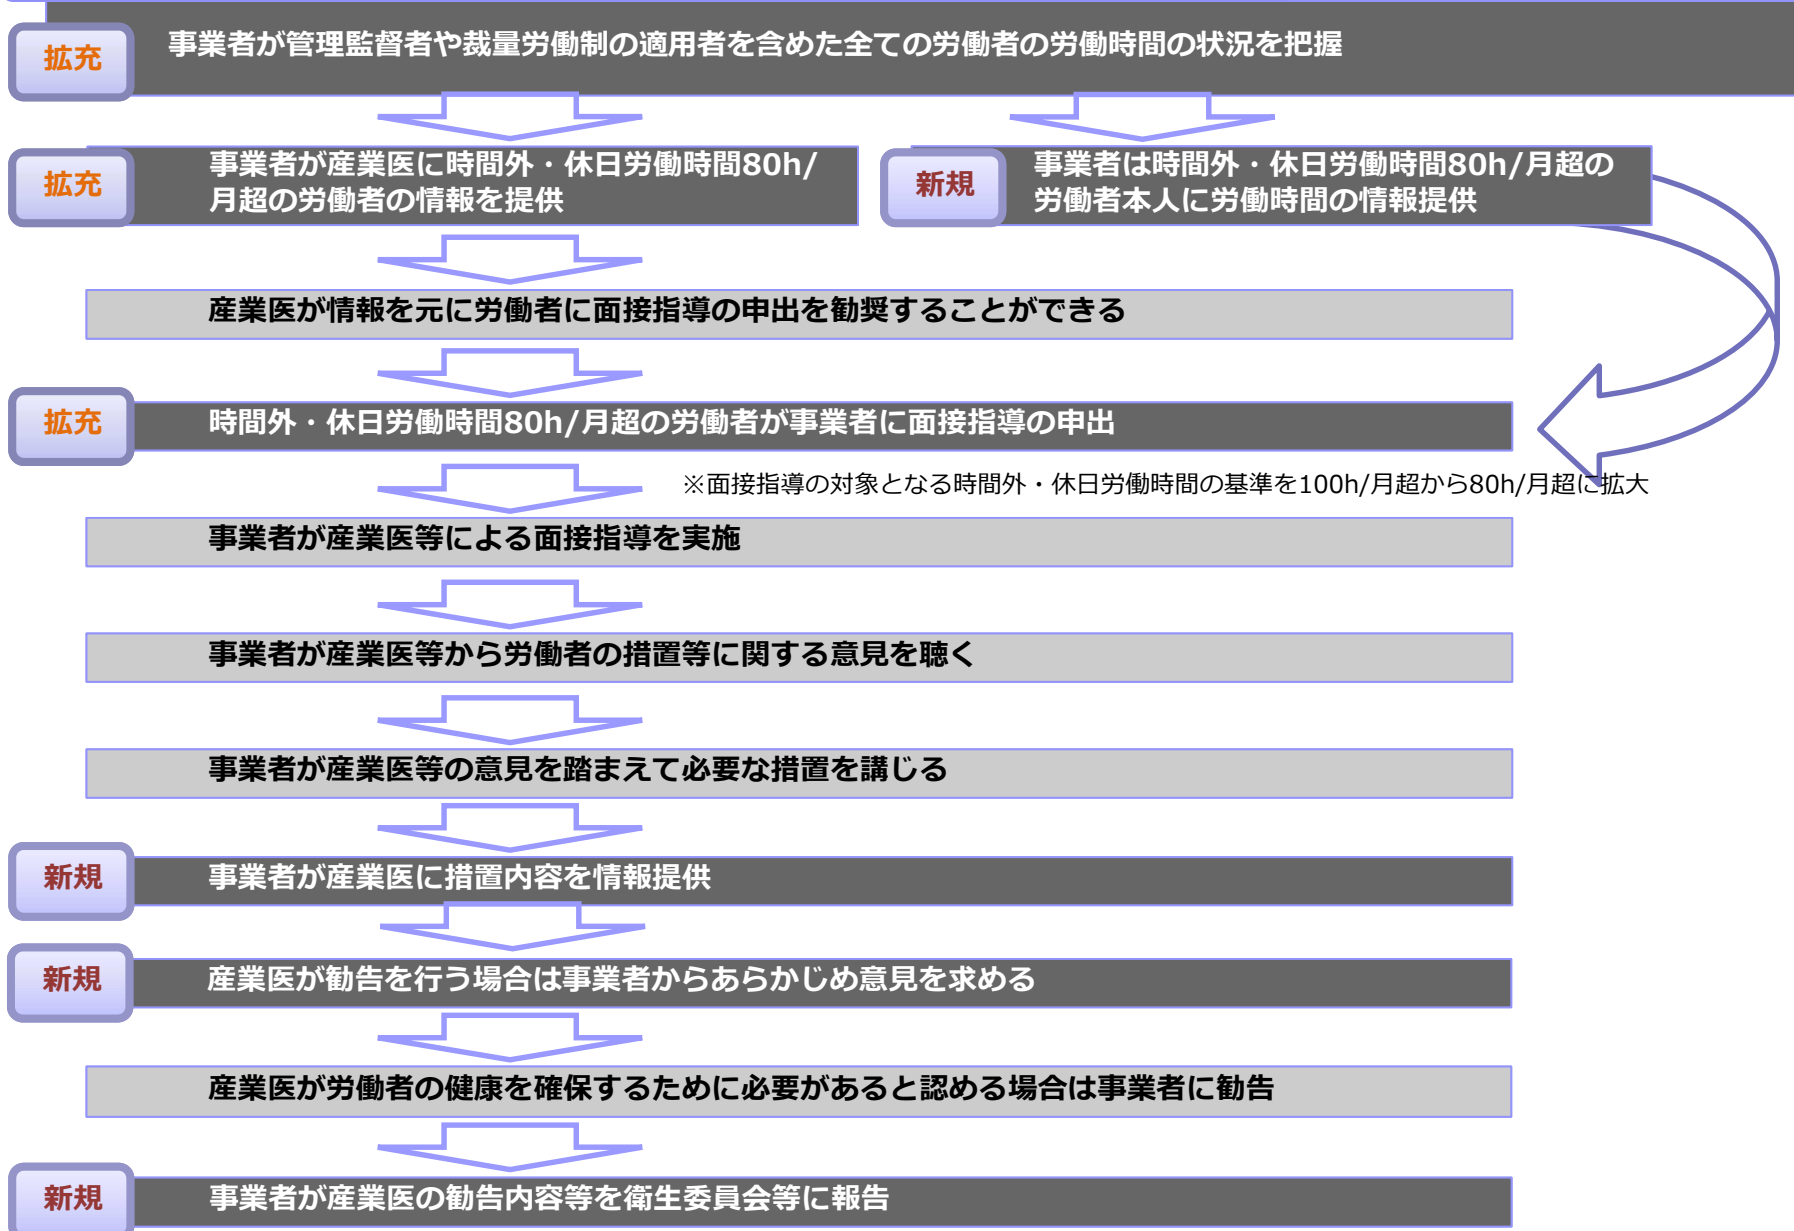 拡充
事業者が管理監督者や裁量労働制の適用者を含めた全ての労働者の労働時間の状況を把握
拡充
事業者が産業医に時間外・休日労働時間80h/
月超の労働者の情報を提供
新規
事業者は時間外・休日労働時間80h/月超の
労働者本人に労働時間の情報提供
産業医が情報を元に労働者に面接指導の申出を勧奨することができる
拡充
時間外・休日労働時間80h/月超の労働者が事業者に面接指導の申出
※面接指導の対象となる時間外・休日労働時間の基準を100h/月超から80h/月超に拡大
事業者が産業医等による面接指導を実施
事業者が産業医等から労働者の措置等に関する意見を聴く
事業者が産業医等の意見を踏まえて必要な措置を講じる
新規
事業者が産業医に措置内容を情報提供
新規
産業医が勧告を行う場合は事業者からあらかじめ意見を求める
産業医が労働者の健康を確保するために必要があると認める場合は事業者に勧告
新規
事業者が産業医の勧告内容等を衛生委員会等に報告